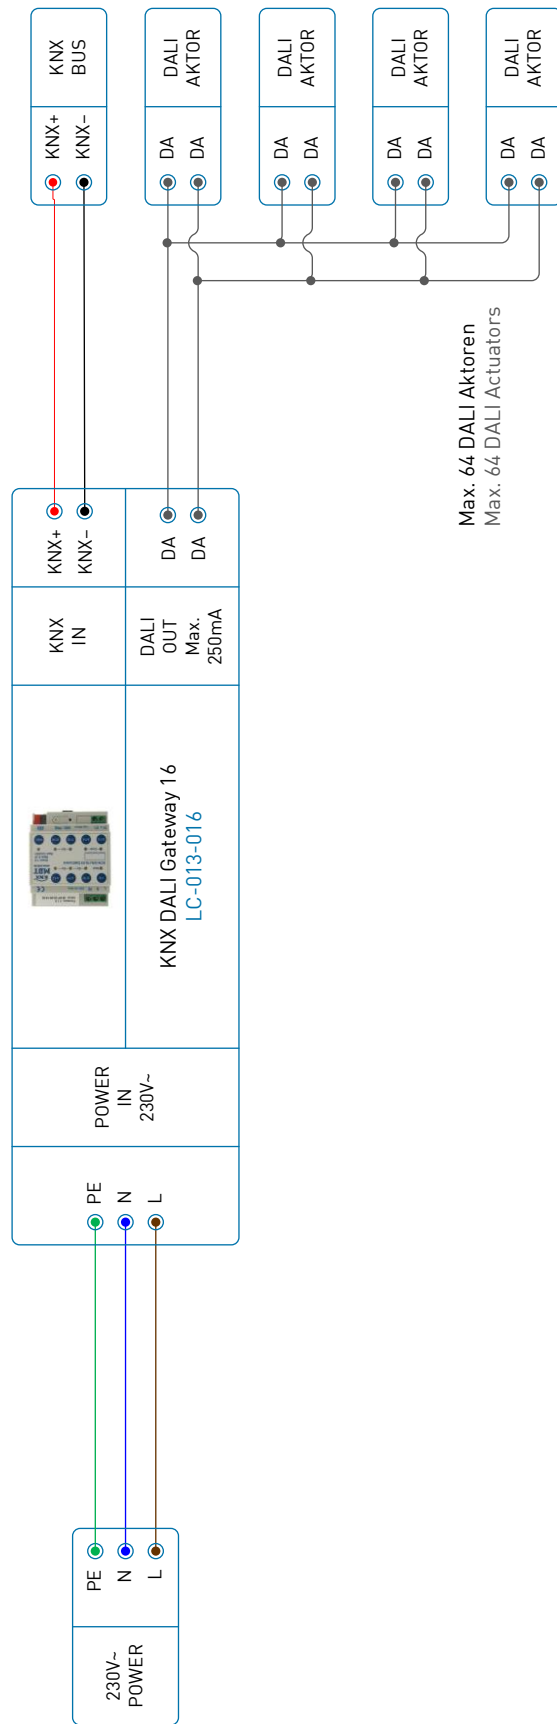 230V~
POWER
PE
N
L
PE
N
L
POWER
IN
230V~
KNX DALI Gateway 16
LC-013-016
KNX
IN
KNX+
KNX−
DALI
OUT
Max.
250mA
DA
DA
KNX+
KNX−
KNX
BUS
DA
DA
DALI
AKTOR
DA
DA
DALI
AKTOR
DA
DA
DALI
AKTOR
DA
DA
DALI
AKTOR
Max. 64 DALI Aktoren
Max. 64 DALI Actuators